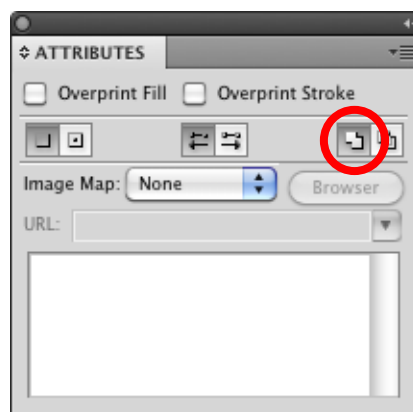 ATTRIBUTES
Overprint Fill Overprint Stroke
Image Map: None Browser
URL: